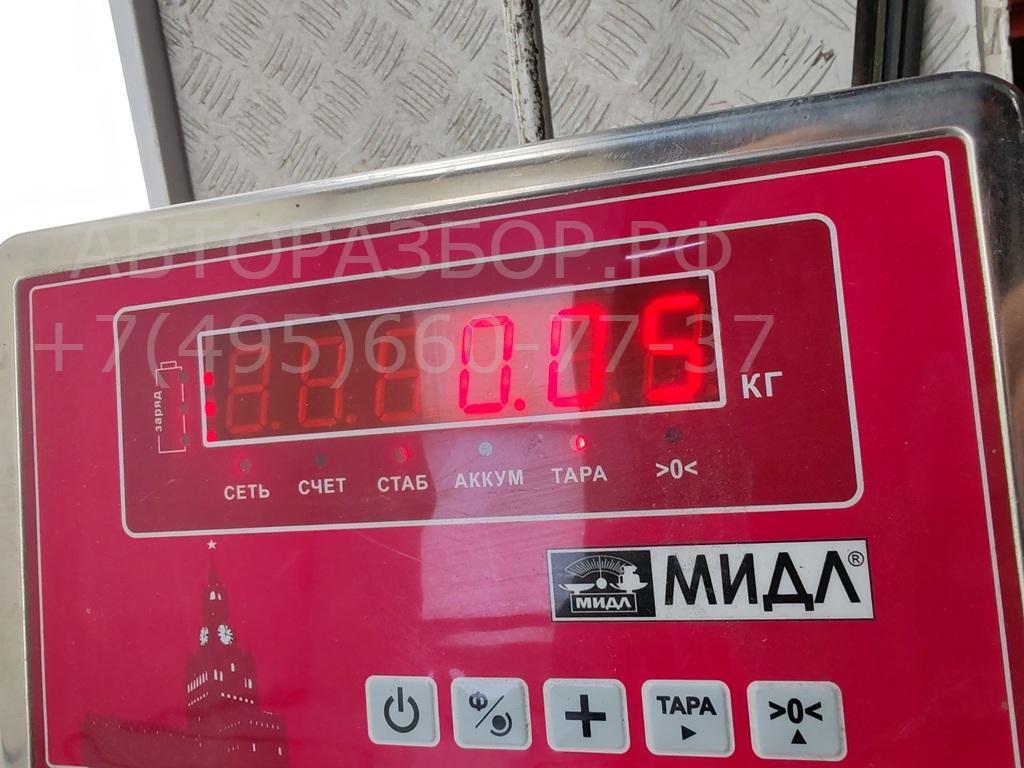 АВТОРАЗБОР.РФ
+7(495)660-77-37
заряд
0.05 КГ
СЕТЬ СЧЕТ СТАБ АККУМ ТАРА >0<
МИДЛ МИДЛ®
Ф + ТАРА >0<